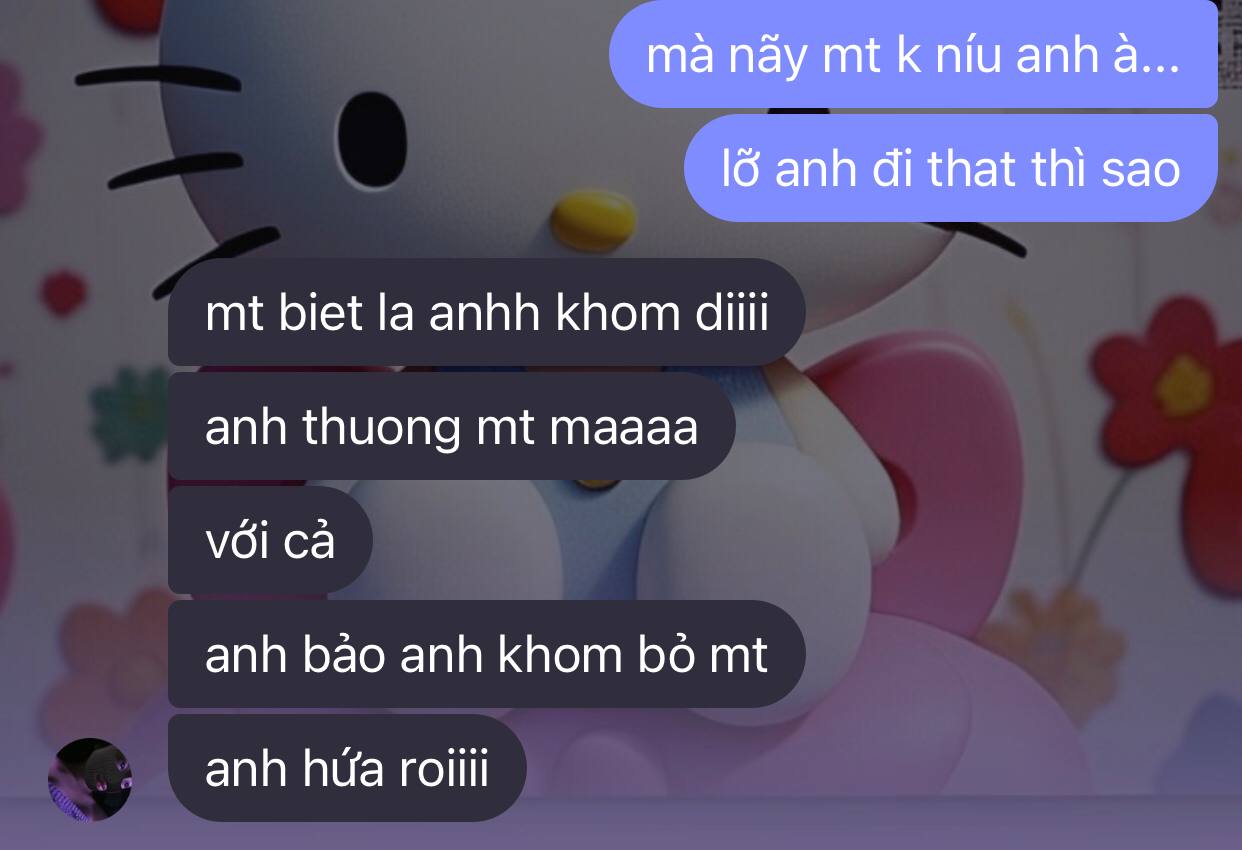 mà nãy mt k níu anh à...
lỡ anh đi that thì sao
mt biet la anhh khom diiii
anh thuong mt maaaa
với cả
anh bảo anh khom bỏ mt
anh hứa roiiii